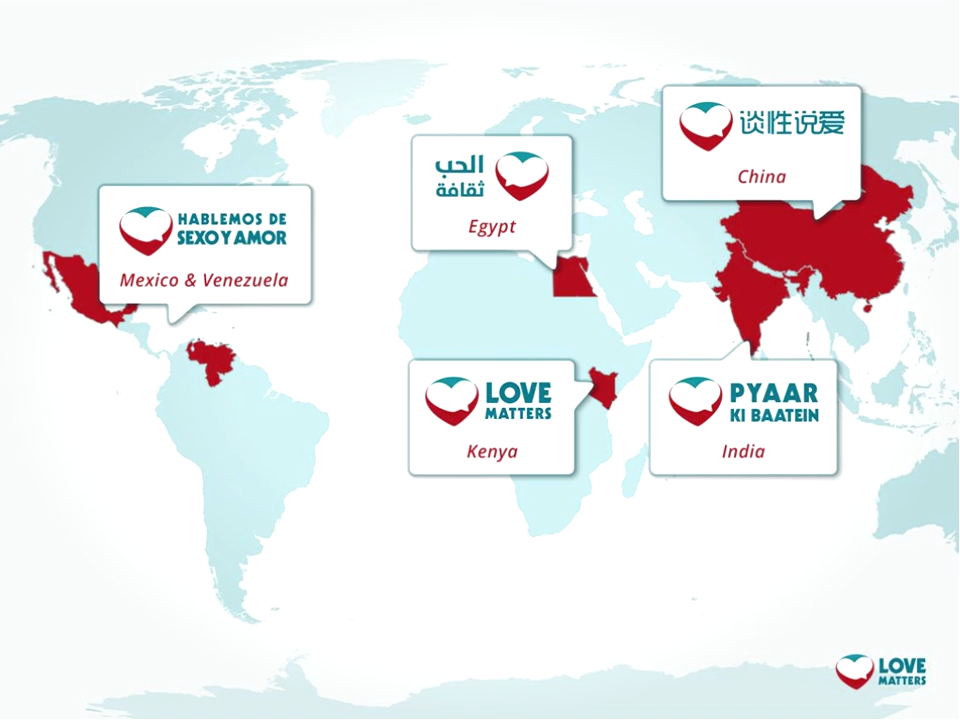 谈性说爱
China
الحب
ثقافة
Egypt
HABLEMOS DE
SEXO Y AMOR
Mexico & Venezuela
LOVE
MATTERS
Kenya
PYAAR
KI BAATEIN
India
LOVE
MATTERS